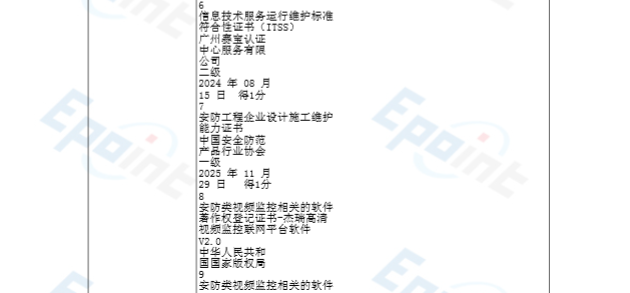 6
信息技术服务运行维护标准
符合性证书（ITSS）
广州赛宝认证
中心服务有限
公司
二级
2024 年 08 月
15 日 得1分
7
安防工程企业设计施工维护
能力证书
中国安全防范
产品行业协会
一级
2025 年 11 月
29 日 得1分
8
安防类视频监控相关的软件
著作权登记证书-杰瑞高清
视频监控联网平台软件
V2.0
中华人民共和
国国家版权局
9
安防类视频监控相关的软件
Epoint
Epoint